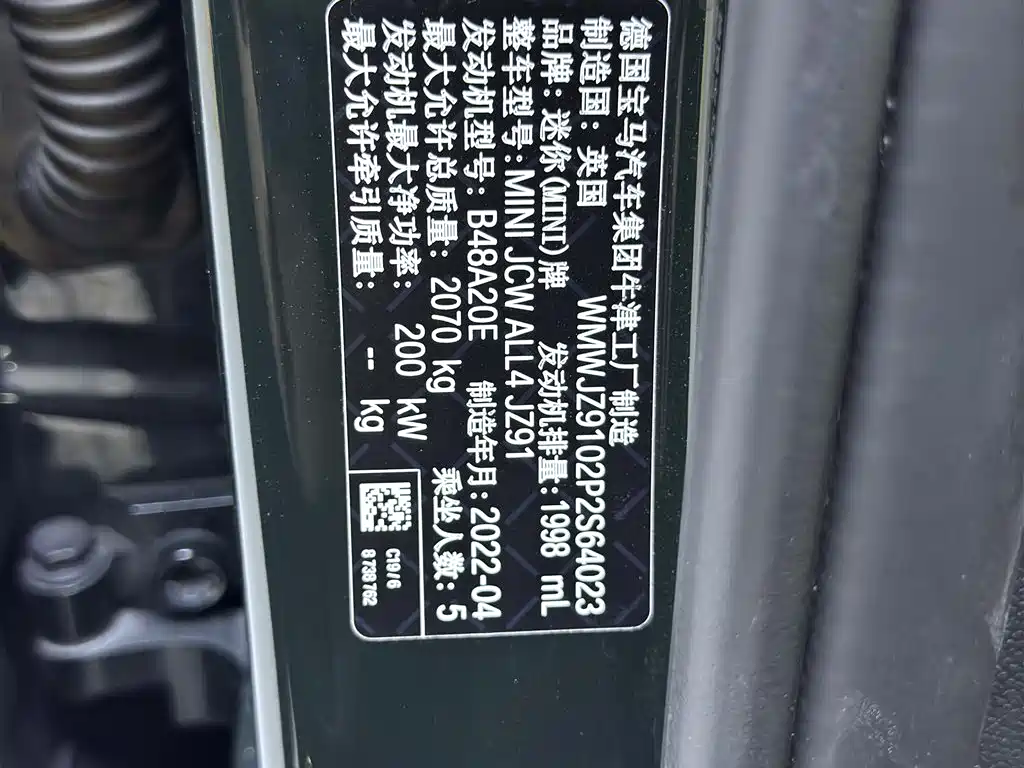 德国宝马汽车集团牛津工厂制造
制造国: 英国 WMWJZ9102P2S64023
品牌: 迷你(MINI)牌 发动机排量:1998 mL
整车型号:MINI JCW ALL4 JZ91
发动机型号: B48A20E 制造年月:2022-04
最大允许总质量: 2070 kg 乘坐人数: 5
发动机最大净功率: 200 kW
最大允许牵引质量: -- kg
C19/6
8738162